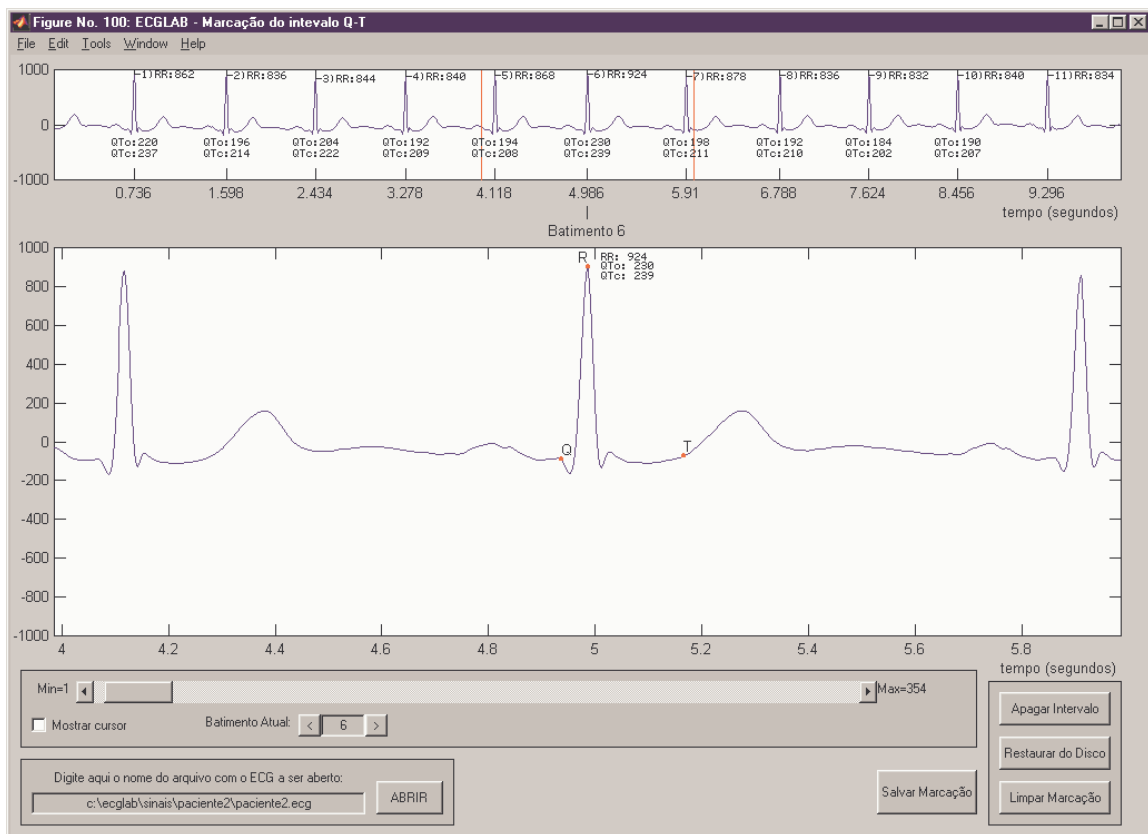 Figure No. 100: ECGLAB - Marcação do intevalo Q-T
File Edit Tools Window Help
1000
0
-1000
1)RR:862 2)RR:836 3)RR:844 4)RR:840 5)RR:868 6)RR:924 7)RR:878 8)RR:836 9)RR:832 10)RR:840 11)RR:834
QTo:220 QTo:196 QTo:204 QTo:192 QTo:194 QTo:230 QTo:198 QTo:192 QTo:184 QTo:190
QTc:237 QTc:214 QTc:222 QTc:209 QTc:208 QTc:239 QTc:211 QTc:210 QTc:202 QTc:207
0.736 1.598 2.434 3.278 4.118 4.986 5.91 6.788 7.624 8.456 9.296
tempo (segundos)
Batimento 6
1000
800
600
400
200
0
-200
-400
-600
-800
-1000
R
RR: 924
QTo: 230
QTc: 239
Q
T
4 4.2 4.4 4.6 4.8 5 5.2 5.4 5.6 5.8
tempo (segundos)
Min=1
Max=354
Mostrar cursor
Batimento Atual: < 6 >
Digite aqui o nome do arquivo com o ECG a ser aberto:
c:\ecglab\sinais\paciente2\paciente2.ecg
ABRIR
Salvar Marcação
Apagar Intervalo
Restaurar do Disco
Limpar Marcação